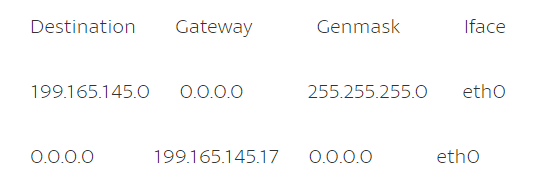 Destination Gateway Genmask Iface
199.165.145.0 0.0.0.0 255.255.255.0 eth0
0.0.0.0 199.165.145.17 0.0.0.0 eth0